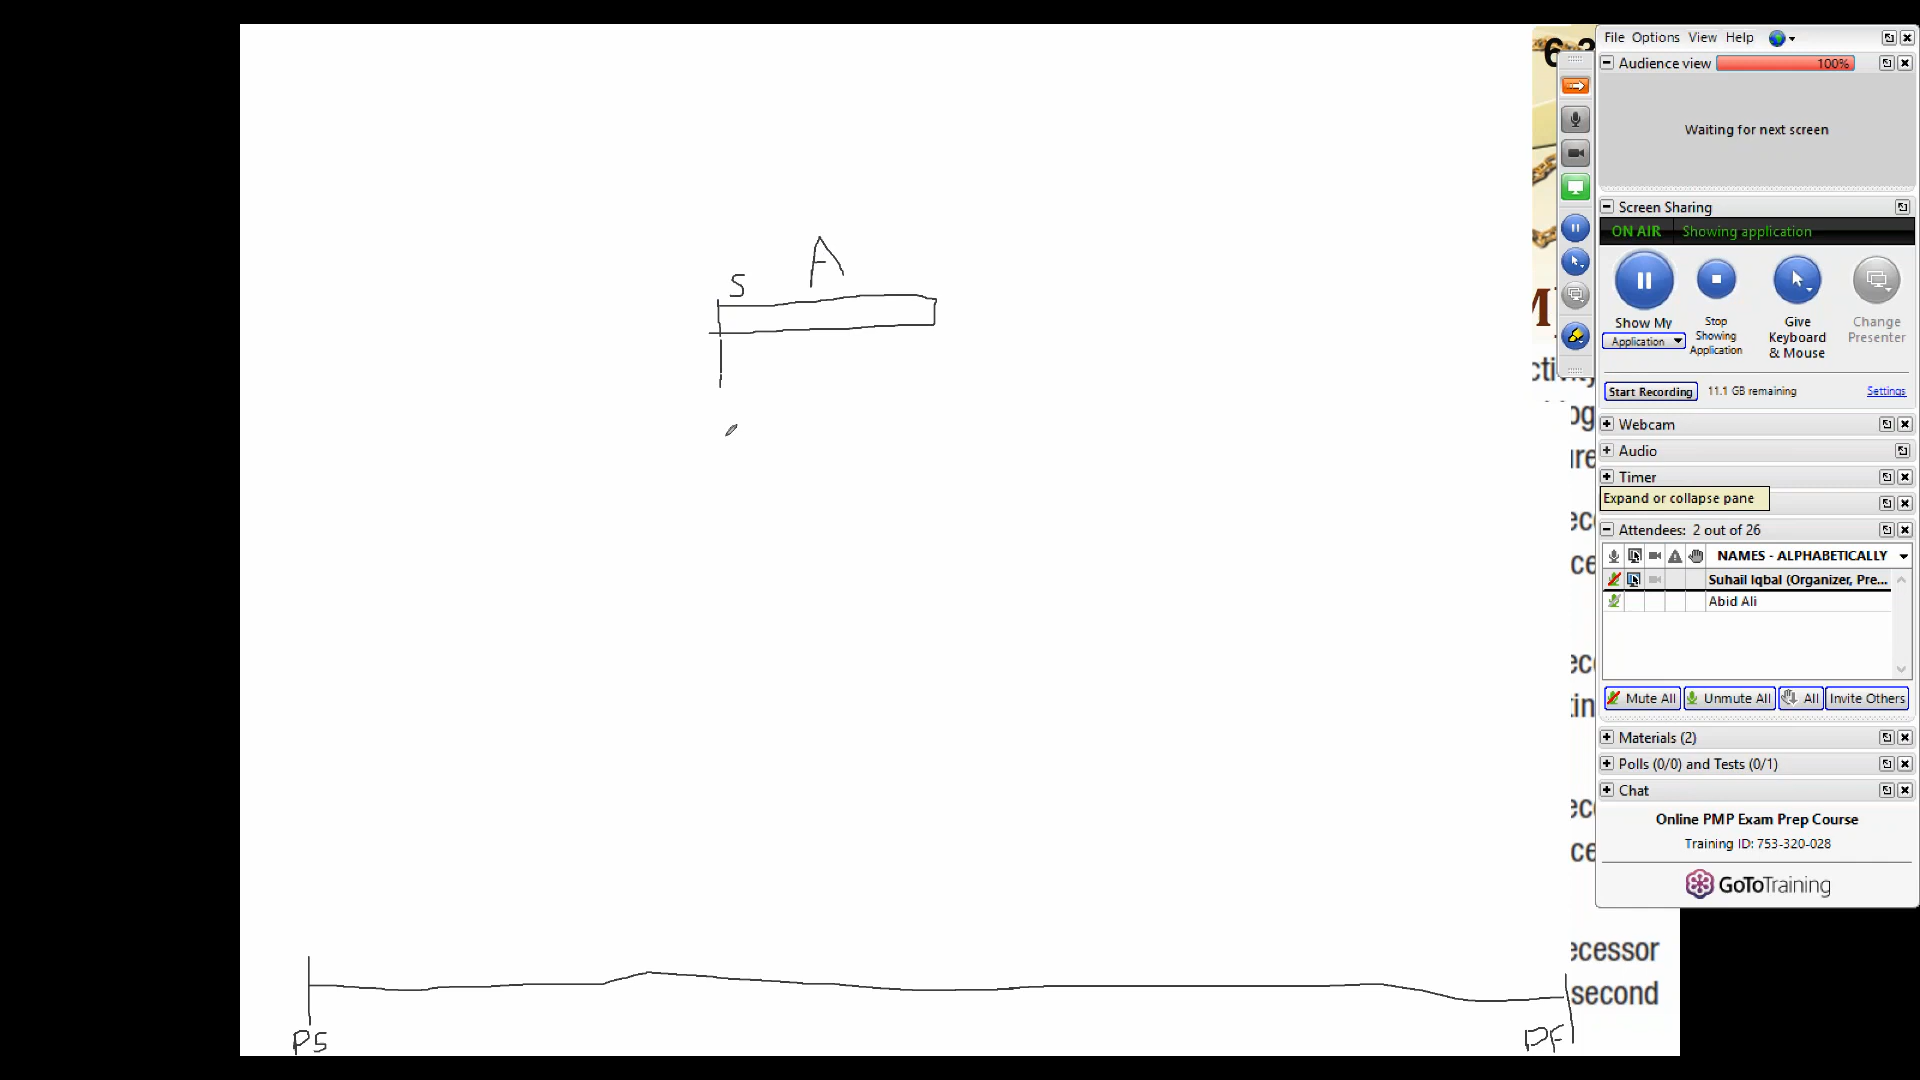 6.3
File Options View Help
Audience view 100%
Waiting for next screen
Screen Sharing
ON AIR Showing application
A
S
Show My
Application
Stop
Showing
Application
Give
Keyboard
& Mouse
Change
Presenter
Start Recording 11.1 GB remaining Settings
Webcam
Audio
Timer
Expand or collapse pane
Attendees: 2 out of 26
NAMES - ALPHABETICALLY
Suhail Iqbal (Organizer, Pre...
Abid Ali
Mute All Unmute All All Invite Others
Materials (2)
Polls (0/0) and Tests (0/1)
Chat
Online PMP Exam Prep Course
Training ID: 753-320-028
GoToTraining
ecessor
second
PS
PF